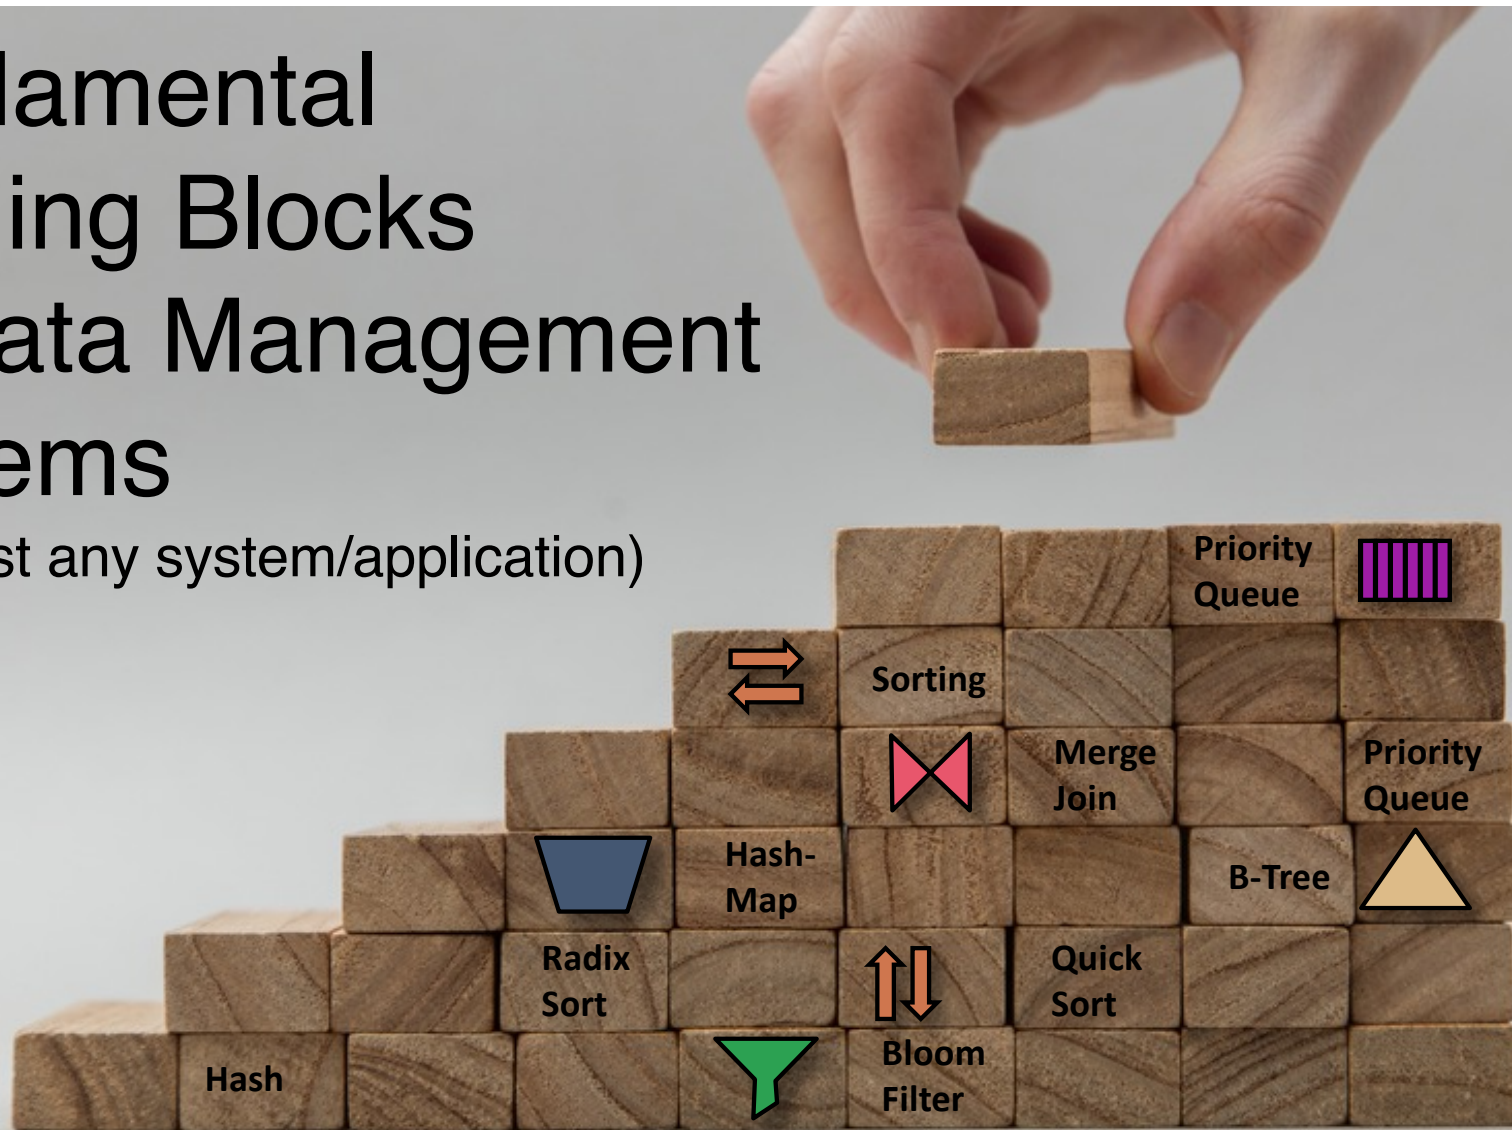 lamental
ing Blocks
ata Management
ems
st any system/application)
Priority
Queue
Sorting
Merge
Join
Priority
Queue
Hash-
Map
B-Tree
Radix
Sort
Quick
Sort
Hash
Bloom
Filter